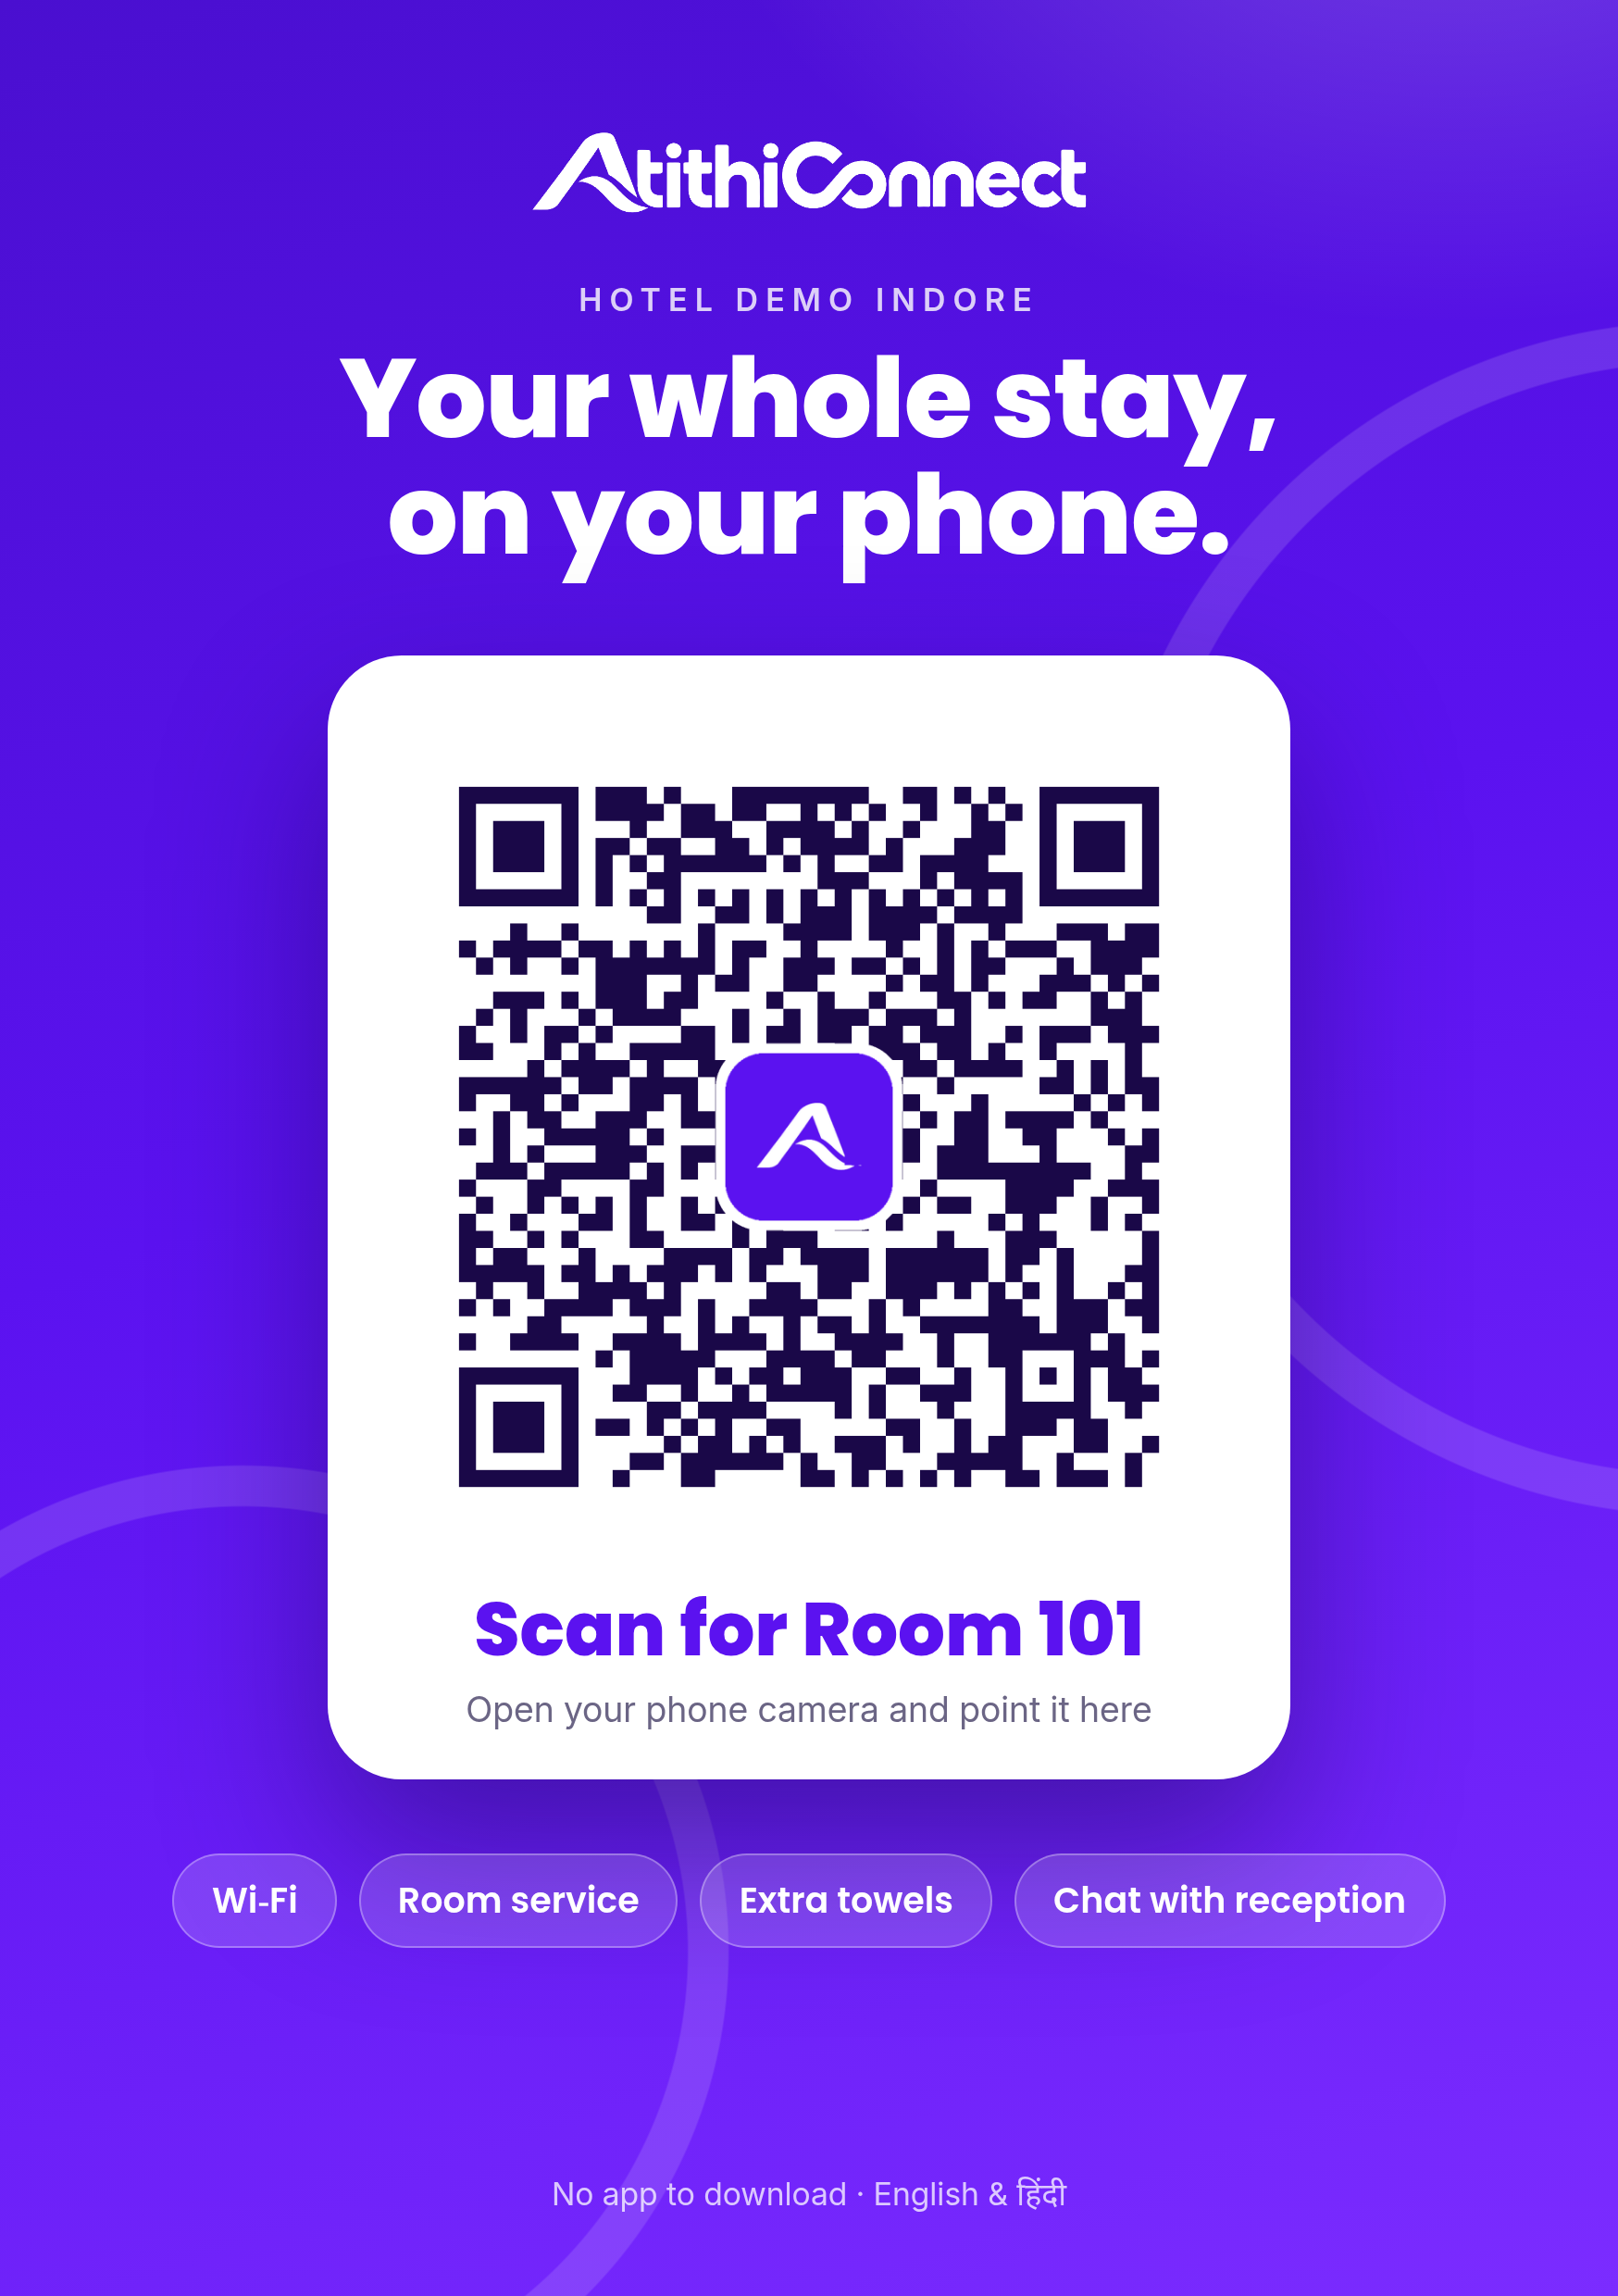 AtithiConnect
HOTEL DEMO INDORE
Your whole stay,
on your phone.
Scan for Room 101
Open your phone camera and point it here
Wi-Fi
Room service
Extra towels
Chat with reception
No app to download · English & हिंदी